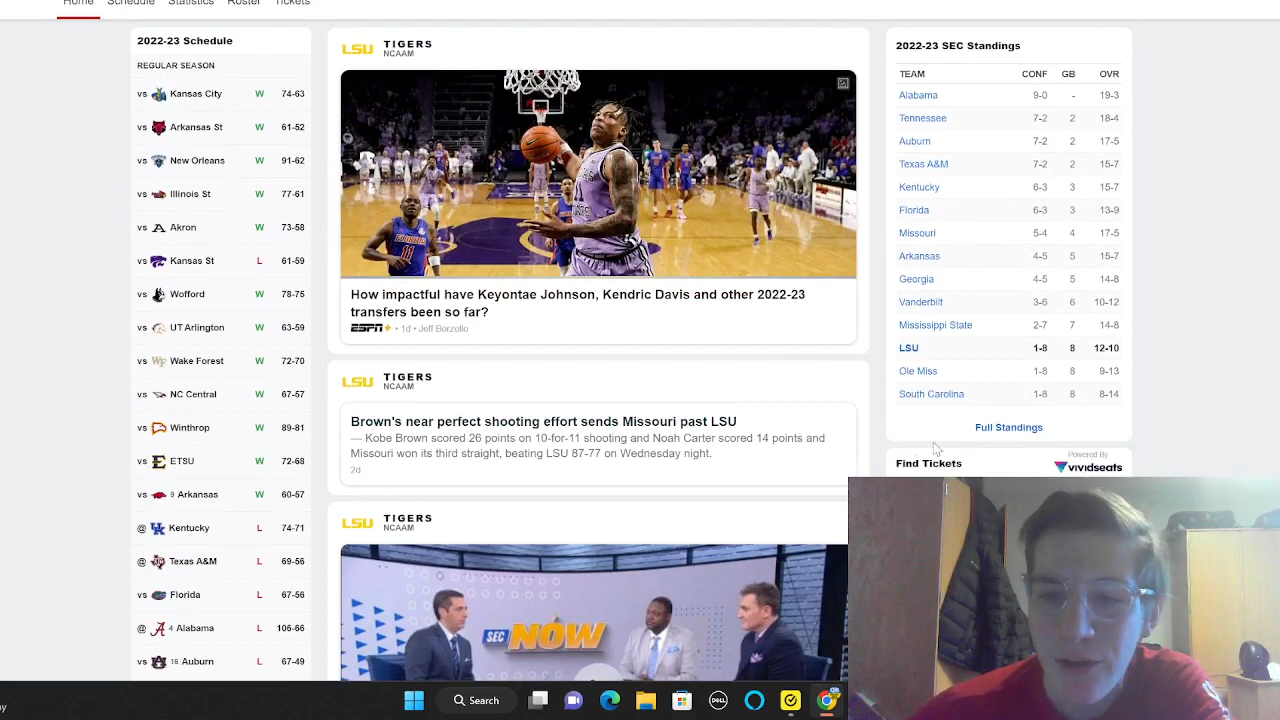 Home Schedule Statistics Roster Tickets
2022-23 Schedule
REGULAR SEASON
vs Kansas City W 74-63
vs Arkansas St W 61-52
vs New Orleans W 91-62
vs Illinois St W 77-61
vs Akron W 73-58
vs Kansas St L 61-59
vs Wofford W 78-75
vs UT Arlington W 63-59
vs Wake Forest W 72-70
vs NC Central W 67-57
vs Winthrop W 89-81
vs ETSU W 72-68
vs 9 Arkansas W 60-57
@ Kentucky L 74-71
@ Texas A&M L 69-56
vs Florida L 67-56
@ 4 Alabama L 106-66
vs 16 Auburn L 67-49
LSU TIGERS
NCAAM
FLORIDA
11
How impactful have Keyontae Johnson, Kendric Davis and other 2022-23
transfers been so far?
ESPN+ • 1d • Jeff Borzello
LSU TIGERS
NCAAM
Brown's near perfect shooting effort sends Missouri past LSU
— Kobe Brown scored 26 points on 10-for-11 shooting and Noah Carter scored 14 points and
Missouri won its third straight, beating LSU 87-77 on Wednesday night.
2d
LSU TIGERS
NCAAM
SEC NOW
2022-23 SEC Standings
TEAM CONF GB OVR
Alabama 9-0 - 19-3
Tennessee 7-2 2 18-4
Auburn 7-2 2 17-5
Texas A&M 7-2 2 15-7
Kentucky 6-3 3 15-7
Florida 6-3 3 13-9
Missouri 5-4 4 17-5
Arkansas 4-5 5 15-7
Georgia 4-5 5 14-8
Vanderbilt 3-6 6 10-12
Mississippi State 2-7 7 14-8
LSU 1-8 8 12-10
Ole Miss 1-8 8 9-13
South Carolina 1-8 8 8-14
Full Standings
Find Tickets
Powered By
vividseats
Search
DELL